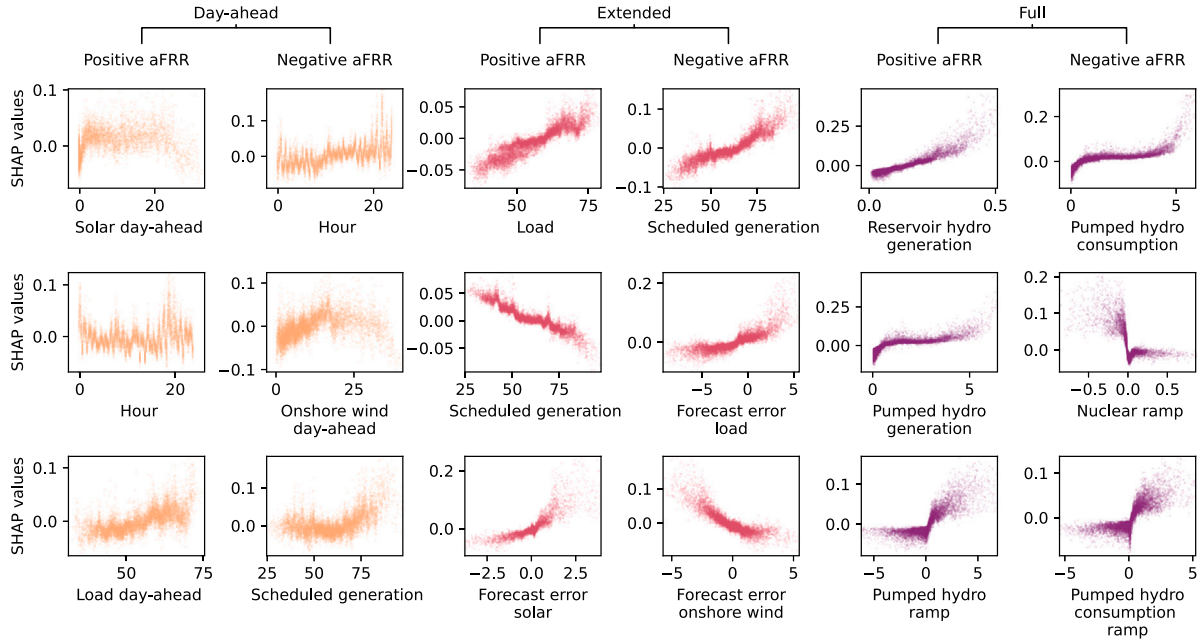 Day-ahead Extended Full
Positive aFRR Negative aFRR Positive aFRR Negative aFRR Positive aFRR Negative aFRR
SHAP values
0.1
0.0
0 20
Solar day-ahead
0.1
0.0
0 20
Hour
0.05
0.00
−0.05
50 75
Load
0.1
0.0
−0.1
25 50 75 100
Scheduled generation
0.25
0.00
0.0 0.5
Reservoir hydro
generation
0.2
0.0
0 5
Pumped hydro
consumption
SHAP values
0.1
0.0
0 20
Hour
0.1
0.0
−0.1
0 25
Onshore wind
day-ahead
0.05
0.00
−0.05
25 50 75
Scheduled generation
0.2
0.0
−5 0 5
Forecast error
load
0.25
0.00
0 5
Pumped hydro
generation
0.2
0.1
0.0
−0.5 0.0 0.5
Nuclear ramp
SHAP values
0.1
0.0
50 75
Load day-ahead
0.1
0.0
25 50 75 100
Scheduled generation
0.2
0.0
−2.5 0.0 2.5
Forecast error
solar
0.1
0.0
−5 0 5
Forecast error
onshore wind
0.1
0.0
−5 0 5
Pumped hydro
ramp
0.1
0.0
−5 0 5
Pumped hydro
consumption
ramp